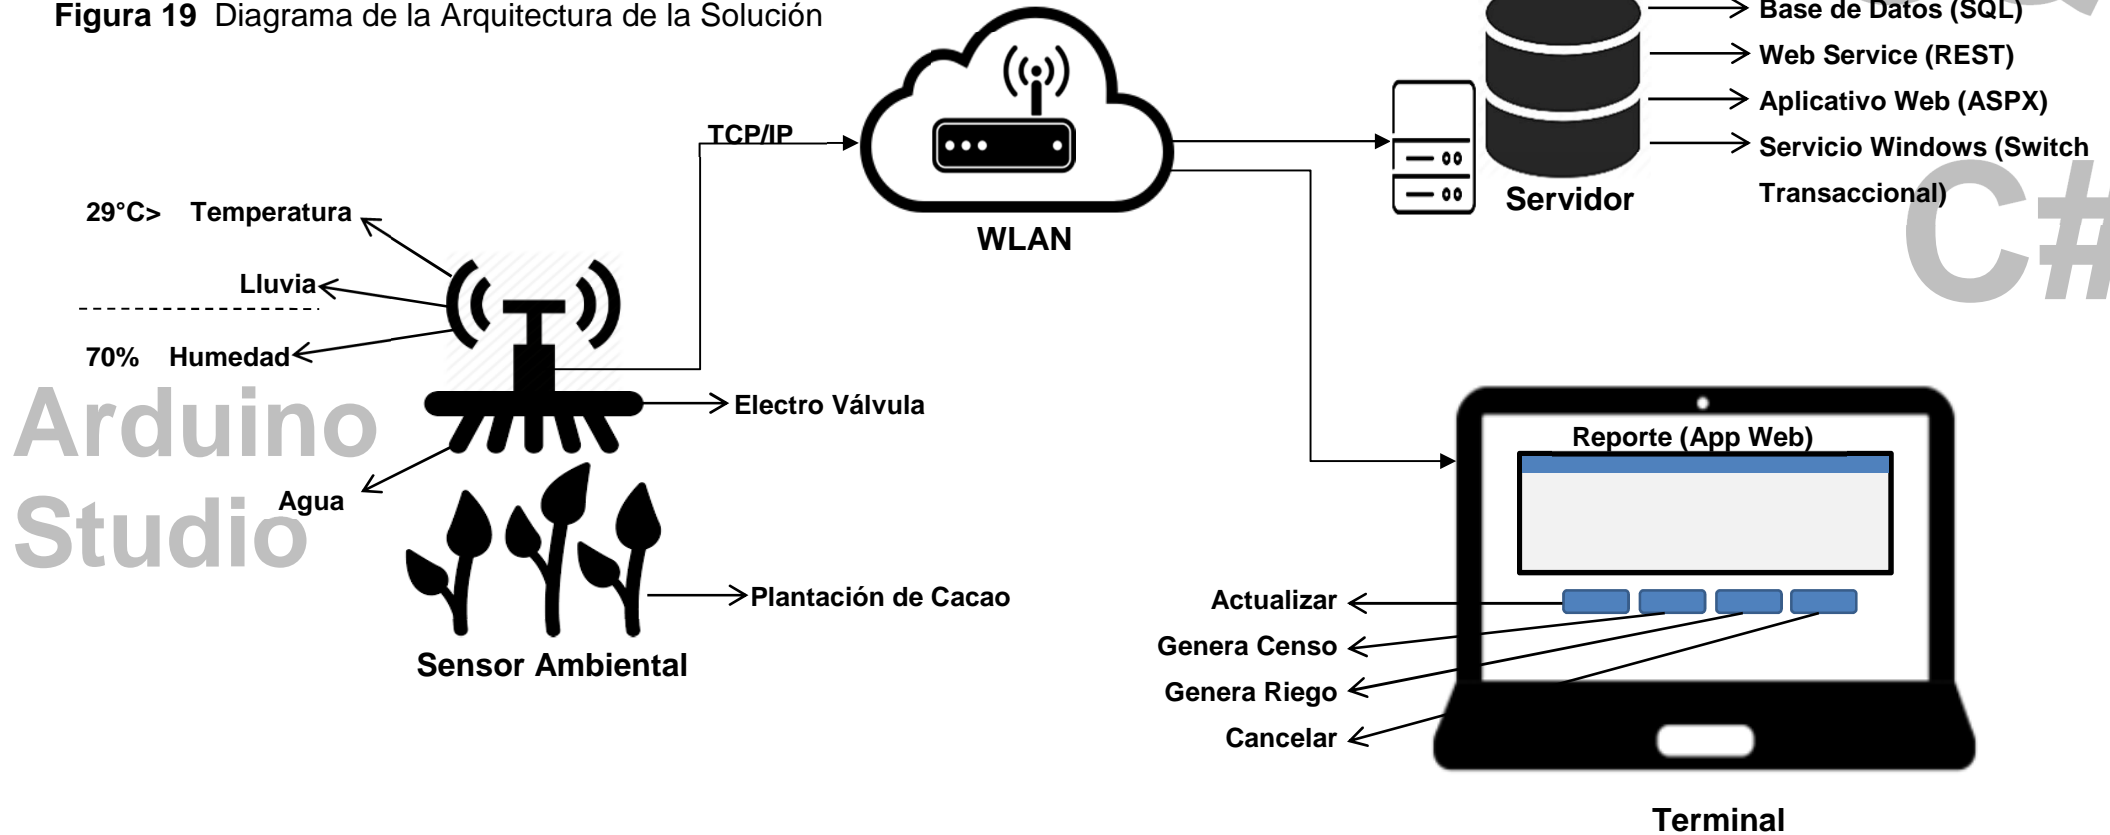 Figura 19 Diagrama de la Arquitectura de la Solución
Base de Datos (SQL)
Web Service (REST)
Aplicativo Web (ASPX)
Servicio Windows (Switch
Transaccional)
C#
Servidor
TCP/IP
WLAN
29°C> Temperatura
Lluvia
70% Humedad
Arduino
Studio
Electro Válvula
Agua
Plantación de Cacao
Sensor Ambiental
Reporte (App Web)
Actualizar
Genera Censo
Genera Riego
Cancelar
Terminal